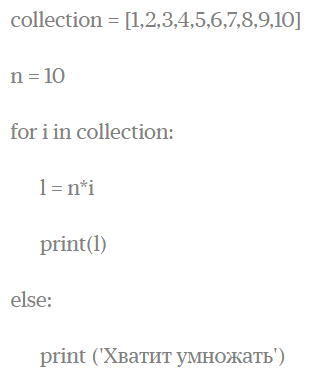 collection = [1,2,3,4,5,6,7,8,9,10]
n = 10
for i in collection:
l = n*i
print(l)
else:
print ('Хватит умножать')